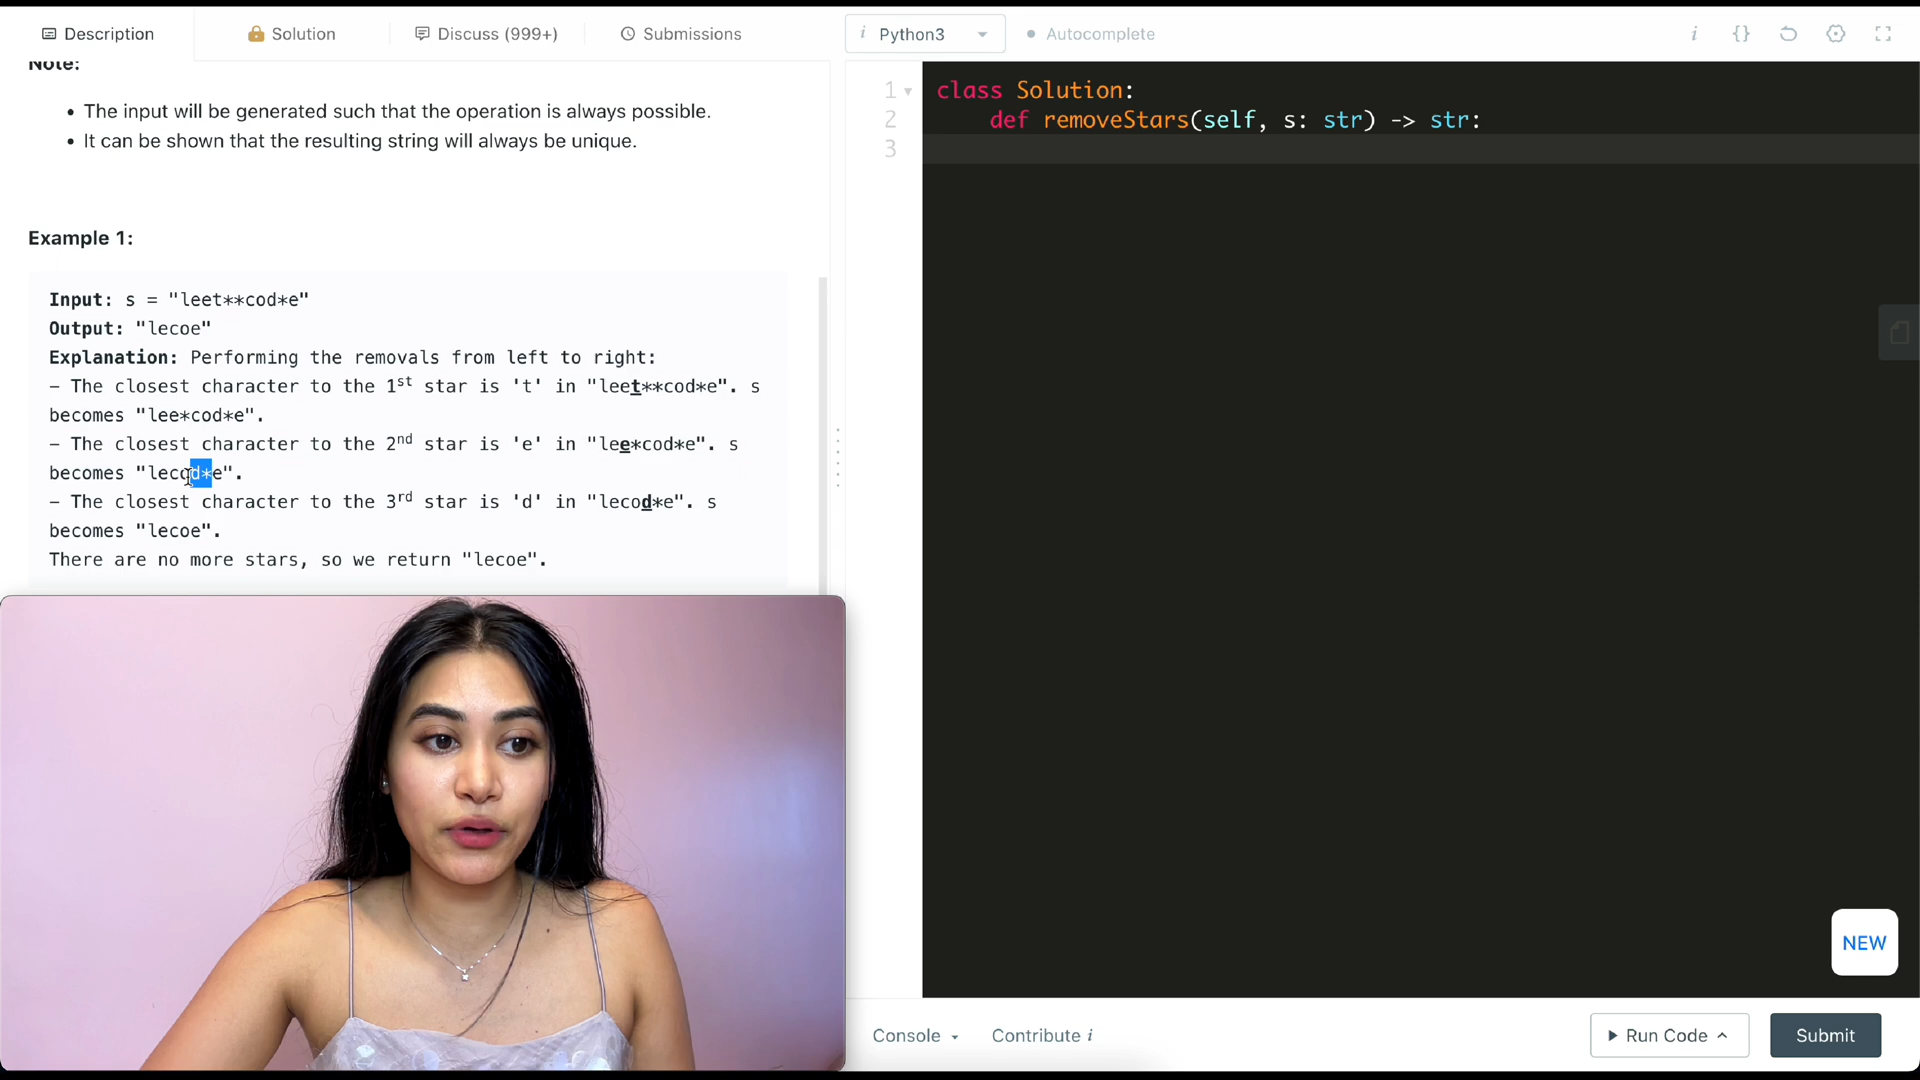 Description Solution Discuss (999+) Submissions i Python3 Autocomplete i {}
Note:
• The input will be generated such that the operation is always possible.
• It can be shown that the resulting string will always be unique.
Example 1:
Input: s = "leet**cod*e"
Output: "lecoe"
Explanation: Performing the removals from left to right:
- The closest character to the 1st star is 't' in "leet**cod*e". s
becomes "lee*cod*e".
- The closest character to the 2nd star is 'e' in "lee*cod*e". s
becomes "lecod*e".
- The closest character to the 3rd star is 'd' in "lecod*e". s
becomes "lecoe".
There are no more stars, so we return "lecoe".
1 class Solution:
2 def removeStars(self, s: str) -> str:
3
NEW
Console Contribute i Run Code Submit